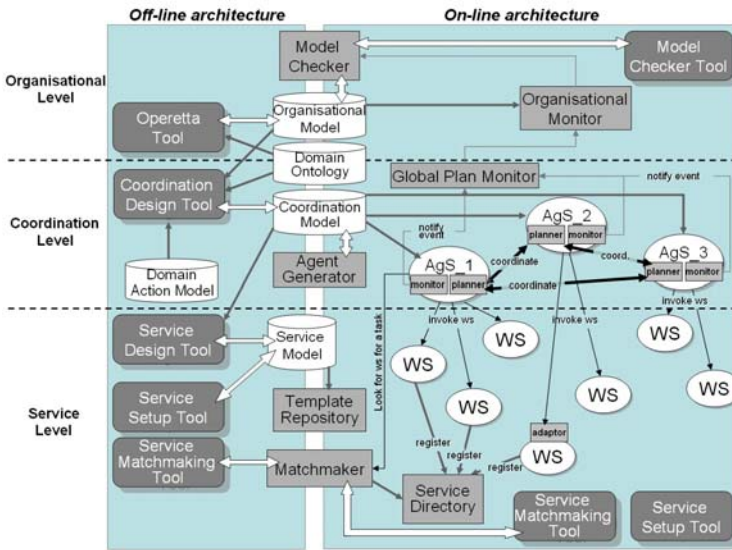 Off-line architecture
On-line architecture
Organisational
Level
Model
Checker
Model
Checker Tool
Operetta
Tool
Organisational
Model
Organisational
Monitor
Domain
Ontology
Coordination
Level
Coordination
Design Tool
Coordination
Model
Global Plan Monitor
notify event
notify
event
AgS_2
planner
monitor
AgS_1
monitor
planner
AgS_3
planner
monitor
coordinate
coord.
coordinate
Agent
Generator
Domain
Action Model
Service
Level
Service
Design Tool
Service
Model
Look for ws for a task
invoke ws
invoke ws
invoke ws
WS
WS
WS
WS
WS
WS
Service
Setup Tool
Template
Repository
adaptor
WS
register
register
register
Service
Matchmaking
Tool
Matchmaker
Service
Directory
Service
Matchmaking
Tool
Service
Setup Tool